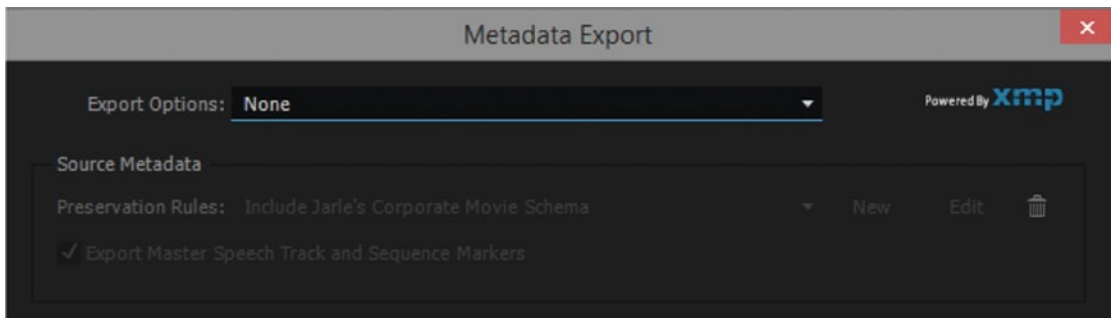 Metadata Export
Export Options: None
Powered By xmp
Source Metadata
Preservation Rules: Include Jarle's Corporate Movie Schema New Edit
Export Master Speech Track and Sequence Markers